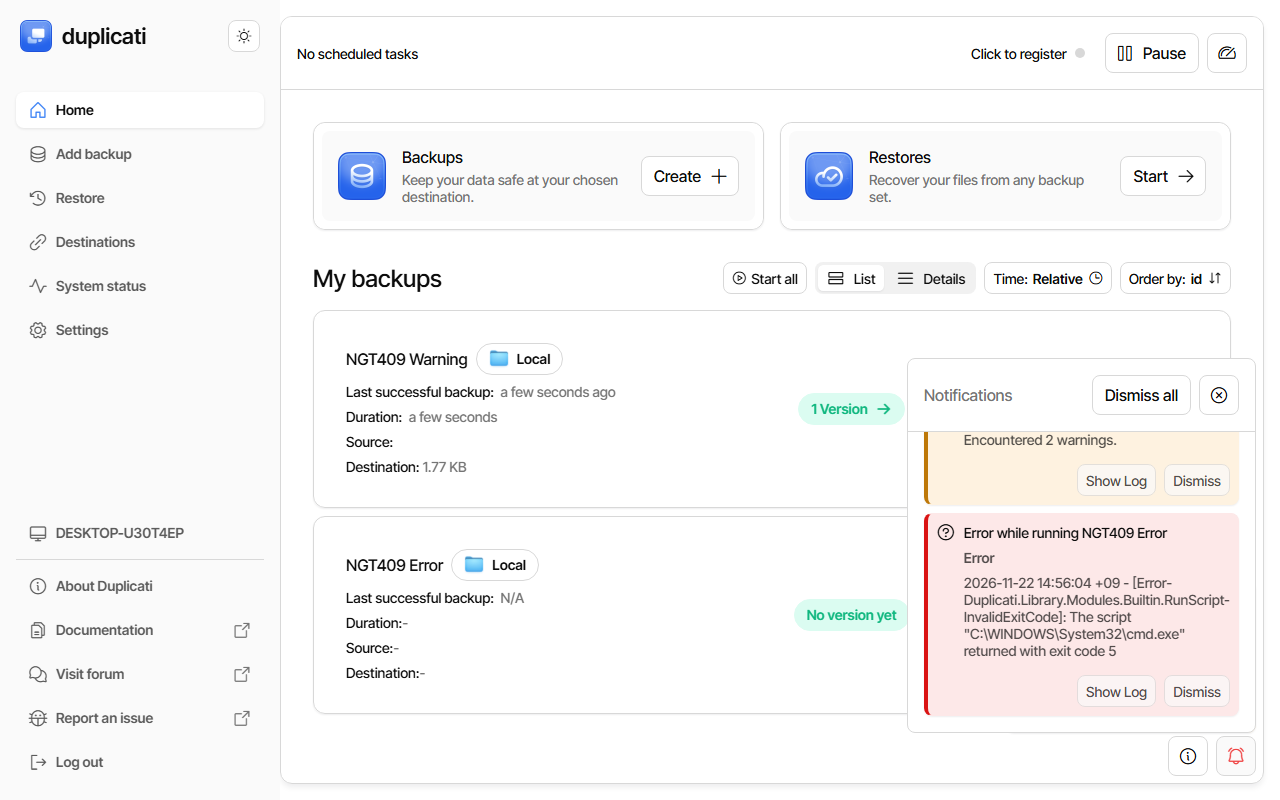 duplicati
Home
Add backup
Restore
Destinations
System status
Settings
DESKTOP-U30T4EP
About Duplicati
Documentation
Visit forum
Report an issue
Log out
No scheduled tasks
Click to register
Pause
Backups
Keep your data safe at your chosen
destination.
Create
Restores
Recover your files from any backup
set.
Start
My backups
Start all
List
Details
Time: Relative
Order by: id
NGT409 Warning
Local
Last successful backup: a few seconds ago
Duration: a few seconds
Source:
Destination: 1.77 KB
1 Version
NGT409 Error
Local
Last successful backup: N/A
Duration:-
Source:-
Destination:-
No version yet
Notifications
Dismiss all
Encountered 2 warnings.
Show Log
Dismiss
Error while running NGT409 Error
Error
2026-11-22 14:56:04 +09 - [Error-
Duplicati.Library.Modules.Builtin.RunScript-
InvalidExitCode]: The script
"C:\WINDOWS\System32\cmd.exe"
returned with exit code 5
Show Log
Dismiss